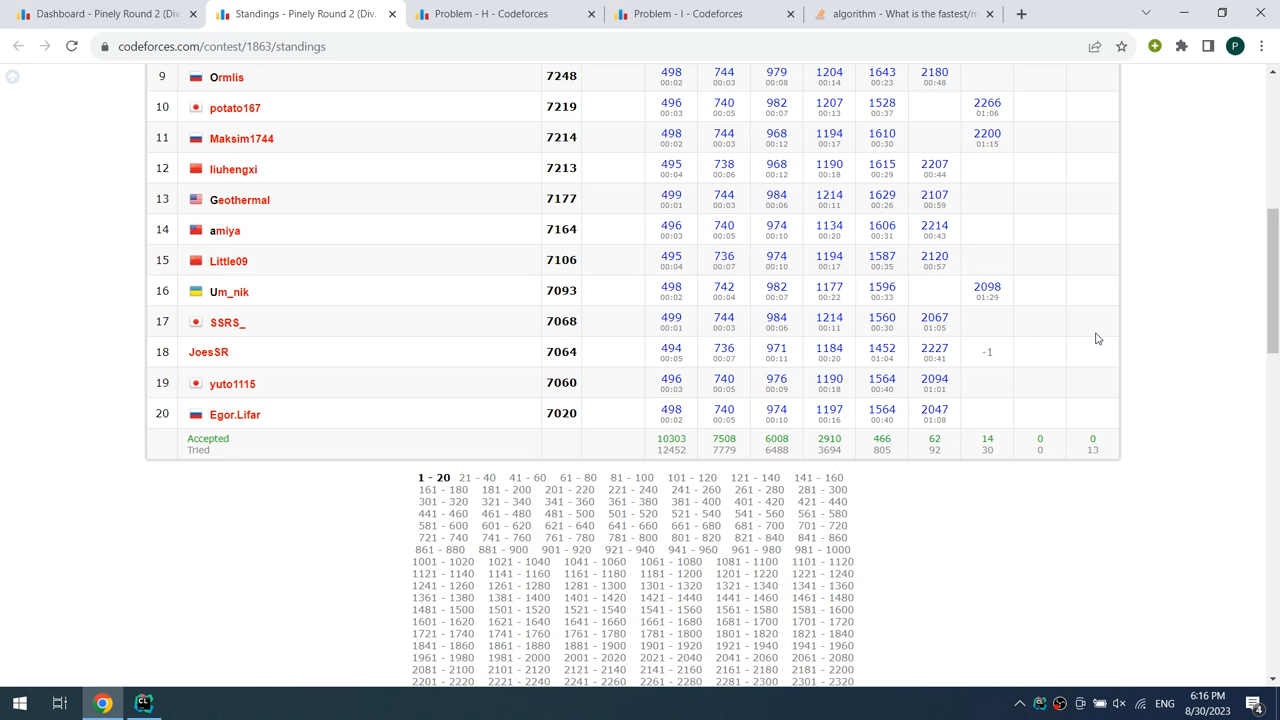 Dashboard - Pinely Round 2 (Div. Standings - Pinely Round 2 (Div. Problem - H - Codeforces Problem - I - Codeforces algorithm - What is the fastest/m
codeforces.com/contest/1863/standings P
9 Ormlis 7248 498 744 979 1204 1643 2180
00:02 00:03 00:08 00:14 00:23 00:48
10 potato167 7219 496 740 982 1207 1528 2266
00:03 00:05 00:07 00:13 00:37 01:06
11 Maksim1744 7214 498 744 968 1194 1610 2200
00:02 00:03 00:12 00:17 00:30 01:15
12 liuhengxi 7213 495 738 968 1190 1615 2207
00:04 00:06 00:12 00:18 00:29 00:44
13 Geothermal 7177 499 744 984 1214 1629 2107
00:01 00:03 00:06 00:11 00:26 00:59
14 amiya 7164 496 740 974 1134 1606 2214
00:03 00:05 00:10 00:20 00:31 00:43
15 Little09 7106 495 736 974 1194 1587 2120
00:04 00:07 00:10 00:17 00:35 00:57
16 Um_nik 7093 498 742 982 1177 1596 2098
00:02 00:04 00:07 00:22 00:33 01:29
17 SSRS_ 7068 499 744 984 1214 1560 2067
00:01 00:03 00:06 00:11 00:30 01:05
18 JoesSR 7064 494 736 971 1184 1452 2227 -1
00:05 00:07 00:11 00:20 01:04 00:41
19 yuto1115 7060 496 740 976 1190 1564 2094
00:03 00:05 00:09 00:18 00:40 01:01
20 Egor.Lifar 7020 498 740 974 1197 1564 2047
00:02 00:05 00:10 00:16 00:40 01:08
Accepted 10303 7508 6008 2910 466 62 14 0 0
Tried 12452 7779 6488 3694 805 92 30 0 13
1 - 20 21 - 40 41 - 60 61 - 80 81 - 100 101 - 120 121 - 140 141 - 160
161 - 180 181 - 200 201 - 220 221 - 240 241 - 260 261 - 280 281 - 300
301 - 320 321 - 340 341 - 360 361 - 380 381 - 400 401 - 420 421 - 440
441 - 460 461 - 480 481 - 500 501 - 520 521 - 540 541 - 560 561 - 580
581 - 600 601 - 620 621 - 640 641 - 660 661 - 680 681 - 700 701 - 720
721 - 740 741 - 760 761 - 780 781 - 800 801 - 820 821 - 840 841 - 860
861 - 880 881 - 900 901 - 920 921 - 940 941 - 960 961 - 980 981 - 1000
1001 - 1020 1021 - 1040 1041 - 1060 1061 - 1080 1081 - 1100 1101 - 1120
1121 - 1140 1141 - 1160 1161 - 1180 1181 - 1200 1201 - 1220 1221 - 1240
1241 - 1260 1261 - 1280 1281 - 1300 1301 - 1320 1321 - 1340 1341 - 1360
1361 - 1380 1381 - 1400 1401 - 1420 1421 - 1440 1441 - 1460 1461 - 1480
1481 - 1500 1501 - 1520 1521 - 1540 1541 - 1560 1561 - 1580 1581 - 1600
1601 - 1620 1621 - 1640 1641 - 1660 1661 - 1680 1681 - 1700 1701 - 1720
1721 - 1740 1741 - 1760 1761 - 1780 1781 - 1800 1801 - 1820 1821 - 1840
1841 - 1860 1861 - 1880 1881 - 1900 1901 - 1920 1921 - 1940 1941 - 1960
1961 - 1980 1981 - 2000 2001 - 2020 2021 - 2040 2041 - 2060 2061 - 2080
2081 - 2100 2101 - 2120 2121 - 2140 2141 - 2160 2161 - 2180 2181 - 2200
2201 - 2220 2221 - 2240 2241 - 2260 2261 - 2280 2281 - 2300 2301 - 2320
CL ENG 6:16 PM
8/30/2023 4